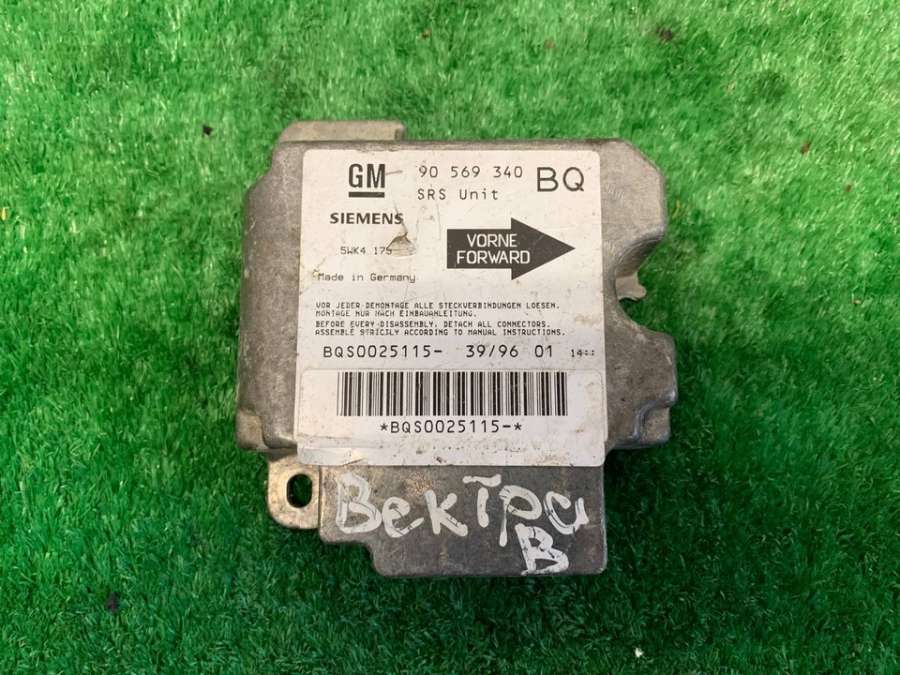 GM 90 569 340 BQ
SRS Unit
SIEMENS
5WK4 175
VORNE
FORWARD
Made in Germany
VOR JEDER DEMONTAGE ALLE STECKVERBINDUNGEN LOESEN.
MONTAGE NUR NACH EINBAUANLEITUNG.
BEFORE EVERY DISASSEMBLY, DETACH ALL CONNECTORS.
ASSEMBLE STRICTLY ACCORDING TO MANUAL INSTRUCTIONS.
BQS0025115- 39/96 01
*BQS0025115-*
Вектра
В